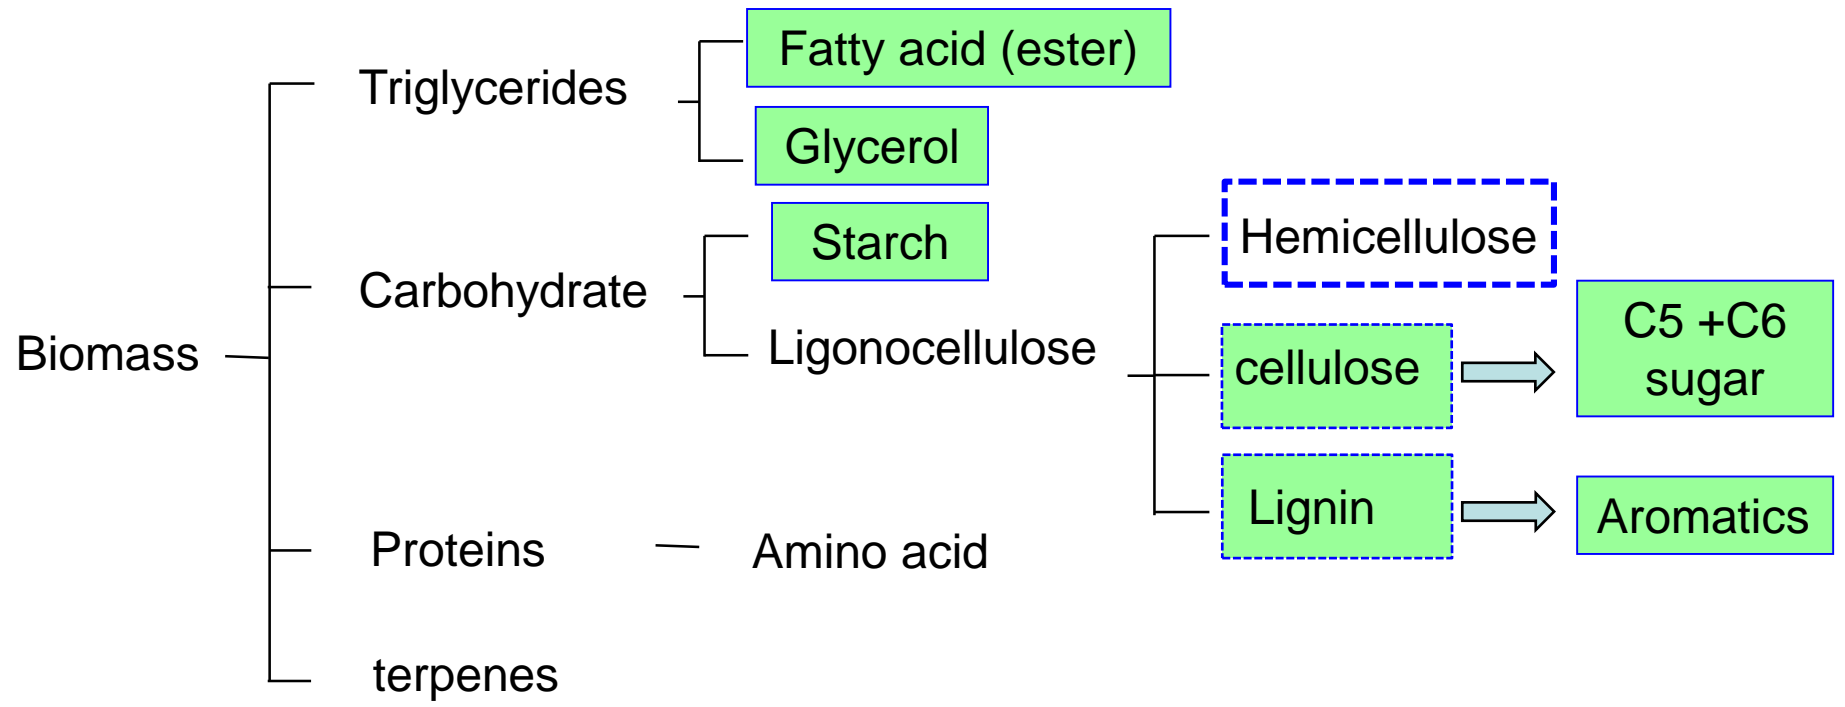 Biomass
Triglycerides
Fatty acid (ester)
Glycerol
Carbohydrate
Starch
Ligonocellulose
Hemicellulose
cellulose
C5 +C6
sugar
Lignin
Aromatics
Proteins
Amino acid
terpenes